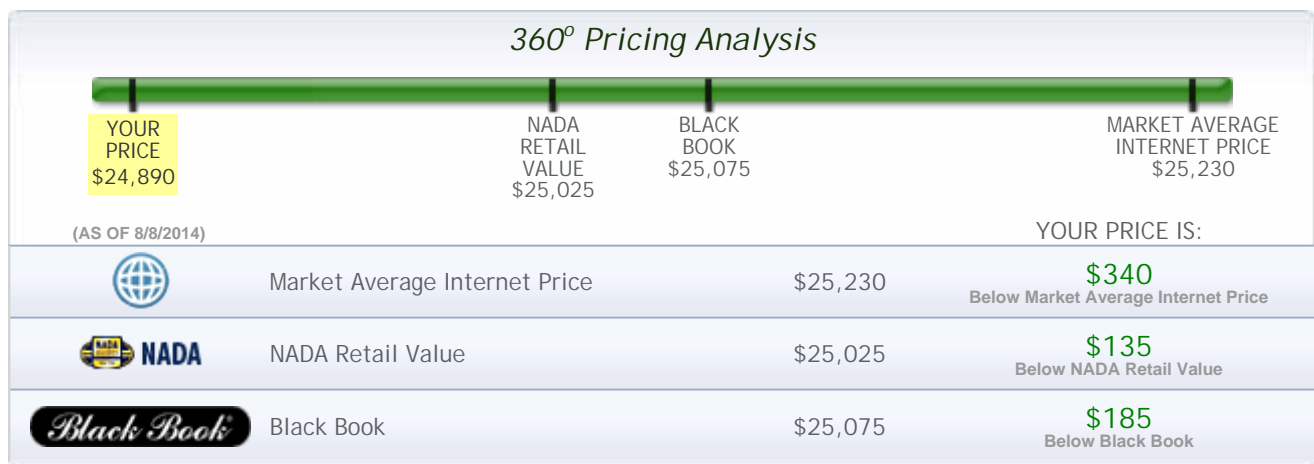 360° Pricing Analysis
YOUR
PRICE
$24,890
NADA
RETAIL
VALUE
$25,025
BLACK
BOOK
$25,075
MARKET AVERAGE
INTERNET PRICE
$25,230
(AS OF 8/8/2014)
YOUR PRICE IS:
Market Average Internet Price $25,230 $340
Below Market Average Internet Price
NADA NADA NADA Retail Value $25,025 $135
Below NADA Retail Value
Black Book Black Book $25,075 $185
Below Black Book